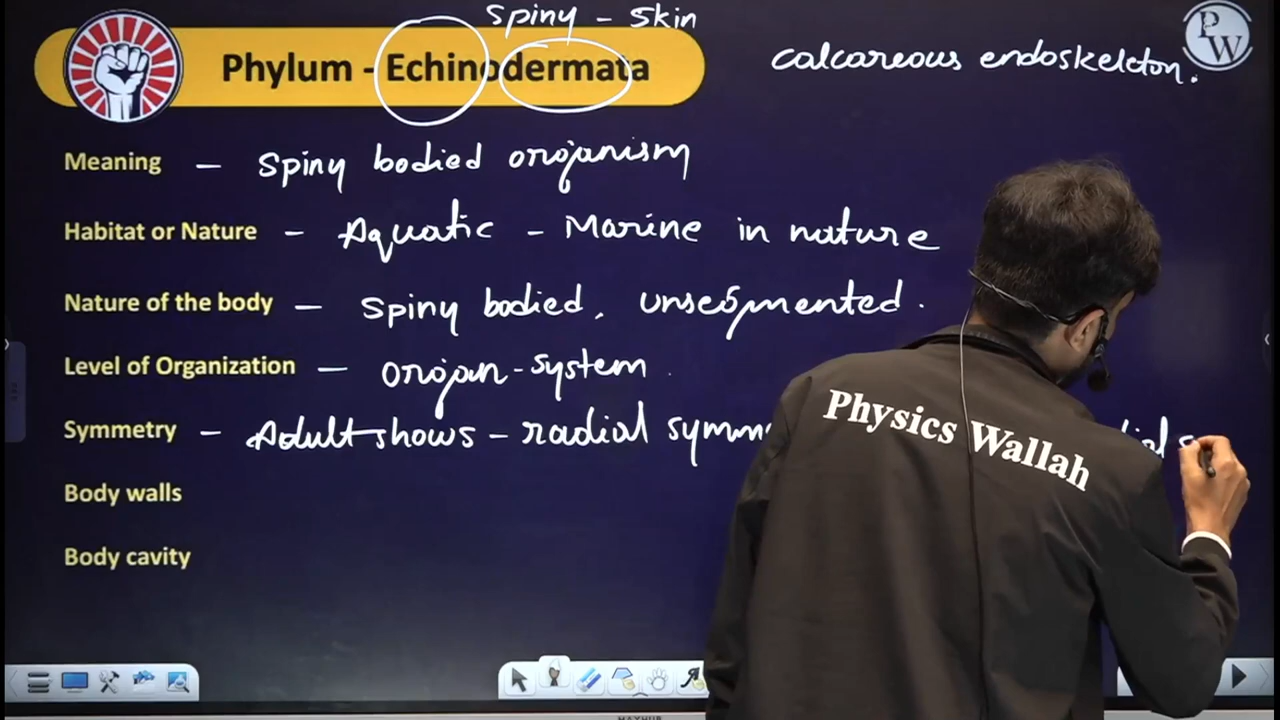 spiny - skin
Phylum - Echinodermata
calcareous endoskeleton.
PW
Meaning - Spiny bodied organism
Habitat or Nature - Aquatic - Marine in nature
Nature of the body - Spiny bodied, unsegmented.
Level of Organization - organ-system
Symmetry - Adult shows - radial symm
Body walls
Body cavity
Physics Wallah
MAXHUB